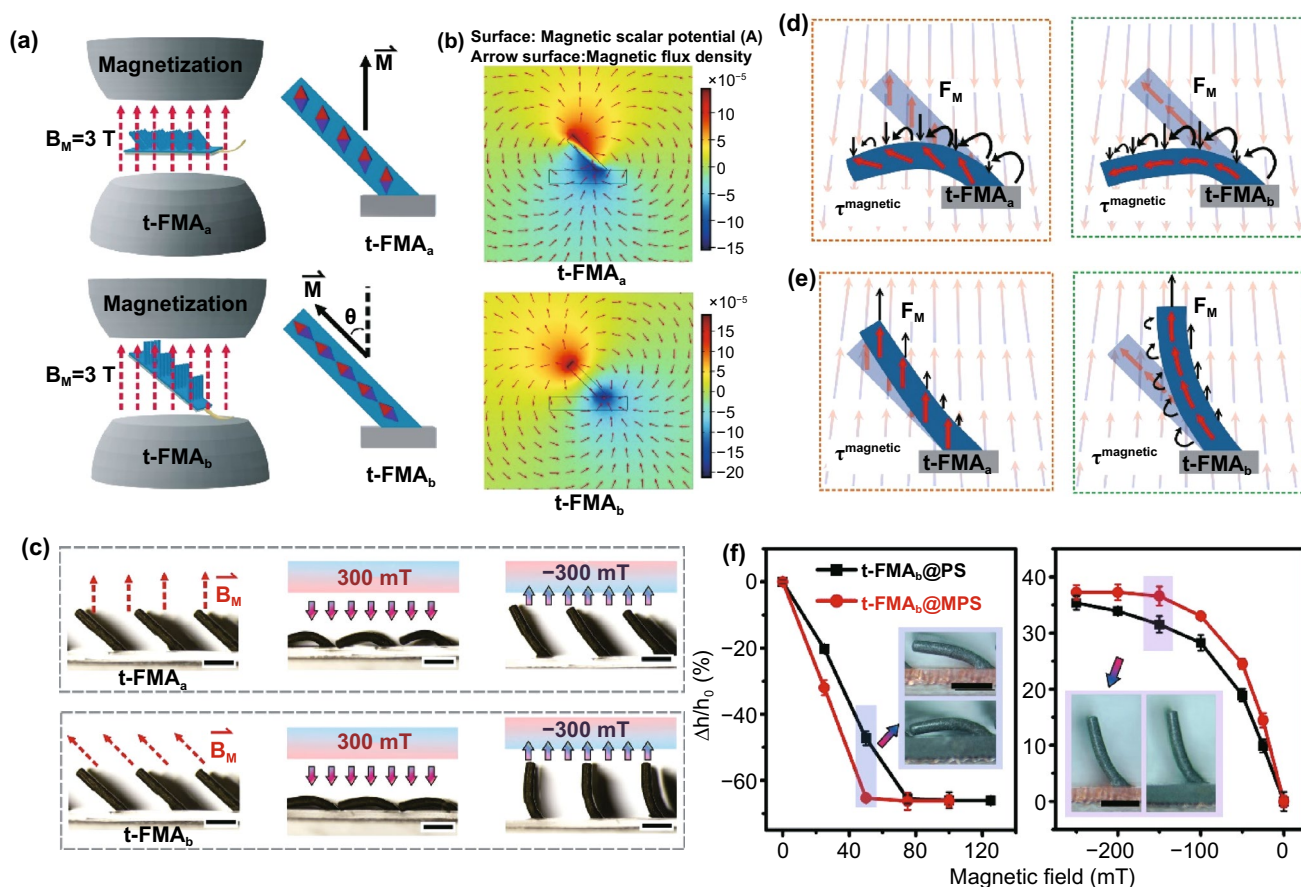 (a)
Magnetization
B_M=3 T
t-FMA_a
M
t-FMA_a
Magnetization
B_M=3 T
t-FMA_b
M
θ
t-FMA_b
(b)
Surface: Magnetic scalar potential (A)
Arrow surface:Magnetic flux density
×10⁻⁵
10
5
0
−5
−10
−15
t-FMA_a
×10⁻⁵
15
10
5
0
−5
−10
−15
−20
t-FMA_b
(c)
B_M
t-FMA_a
300 mT
−300 mT
B_M
t-FMA_b
300 mT
−300 mT
(d)
F_M
τ^magnetic
t-FMA_a
F_M
τ^magnetic
t-FMA_b
(e)
F_M
τ^magnetic
t-FMA_a
F_M
τ^magnetic
t-FMA_b
(f)
t-FMA_b@PS
t-FMA_b@MPS
Δh/h₀ (%)
0
−20
−40
−60
0
40
80
120
40
35
30
20
10
0
−200
−100
0
Magnetic field (mT)